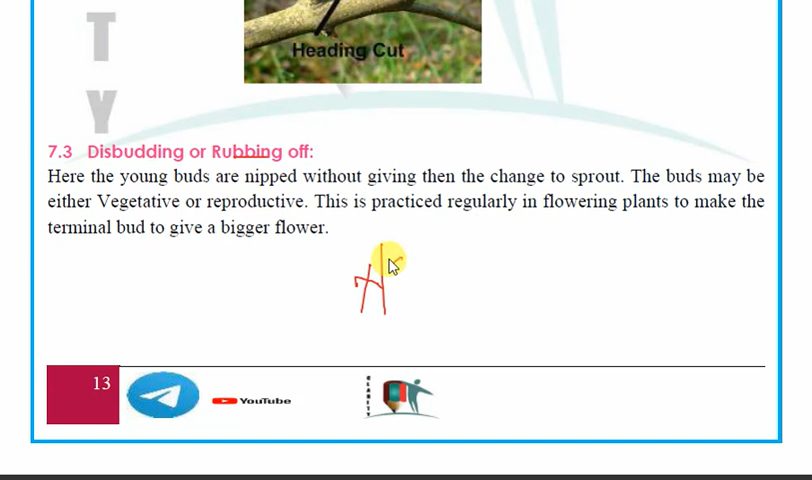 T
Y
Heading Cut
7.3 Disbudding or Rubbing off:
Here the young buds are nipped without giving then the change to sprout. The buds may be
either Vegetative or reproductive. This is practiced regularly in flowering plants to make the
terminal bud to give a bigger flower.
13
YouTube
CLARITY